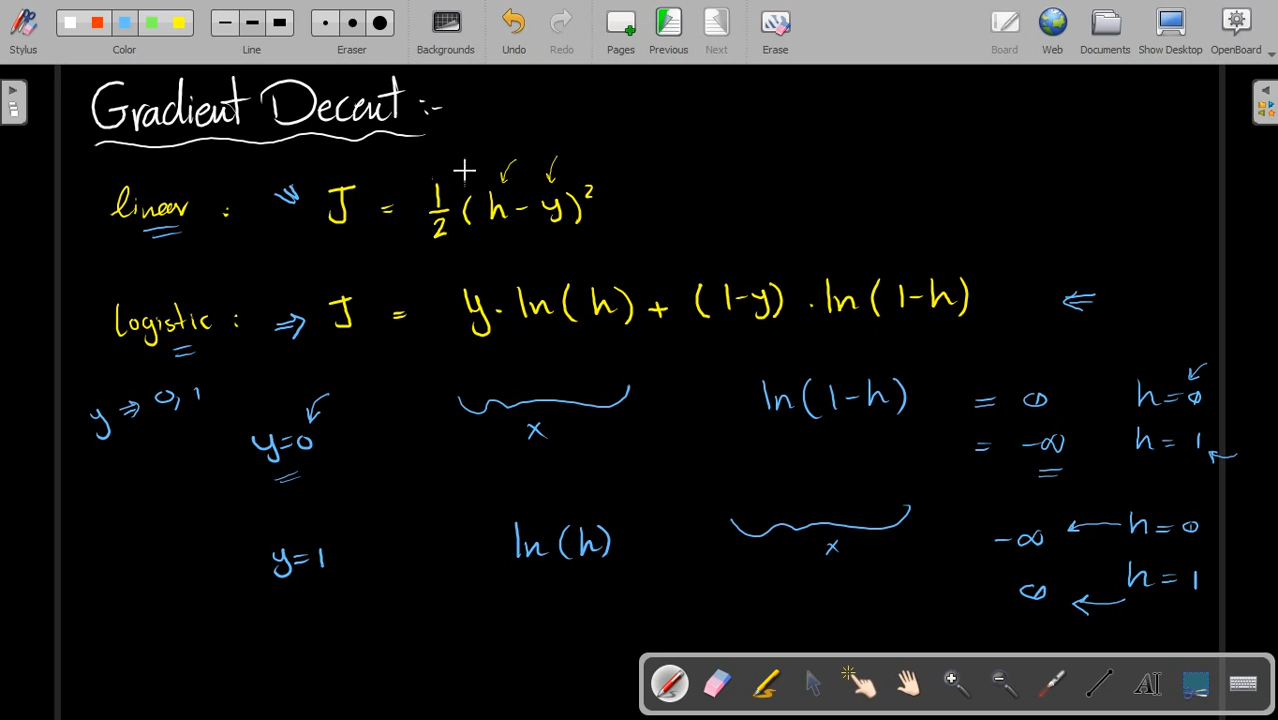 Stylus Color Line Eraser Backgrounds Undo Redo Pages Previous Next Erase Board Web Documents Show Desktop OpenBoard
Gradient Decent :-
linear : J = 1/2 (h - y)²
logistic : ⇒ J = y · ln(h) + (1-y) · ln(1-h) ⇐
y ⇒ 0, 1
y=0 x ln(1-h) = 0 h=0
= -∞ h=1
y=1 ln(h) x -∞ ← h=0
0 ← h=1
AI